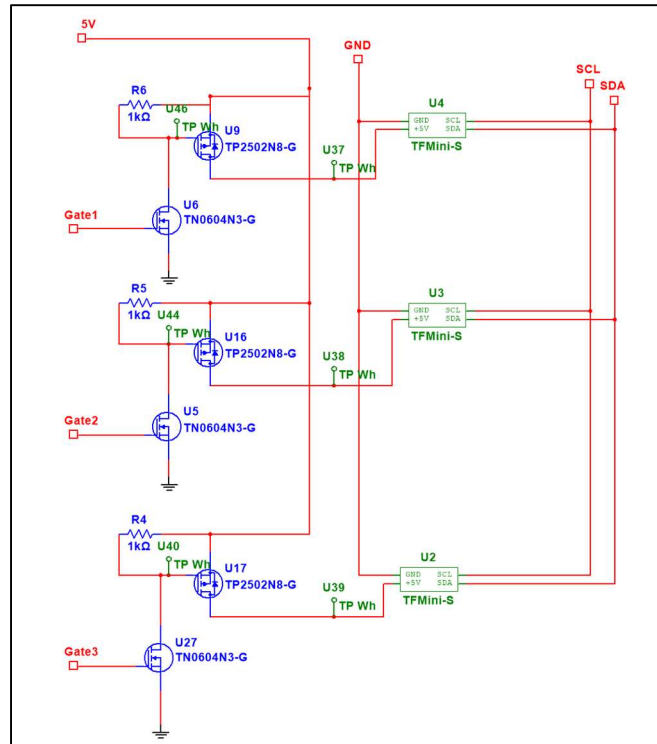 5V
GND
SCL
SDA
R6
1kΩ
U46
TP Wh
U9
TP2502N8-G
U4
GND SCL
+5V SDA
TFMini-S
U37
TP Wh
U6
TN0604N3-G
Gate1
R5
1kΩ
U44
TP Wh
U16
TP2502N8-G
U3
GND SCL
+5V SDA
TFMini-S
U38
TP Wh
U5
TN0604N3-G
Gate2
R4
1kΩ
U40
TP Wh
U17
TP2502N8-G
U2
GND SCL
+5V SDA
TFMini-S
U39
TP Wh
U27
TN0604N3-G
Gate3